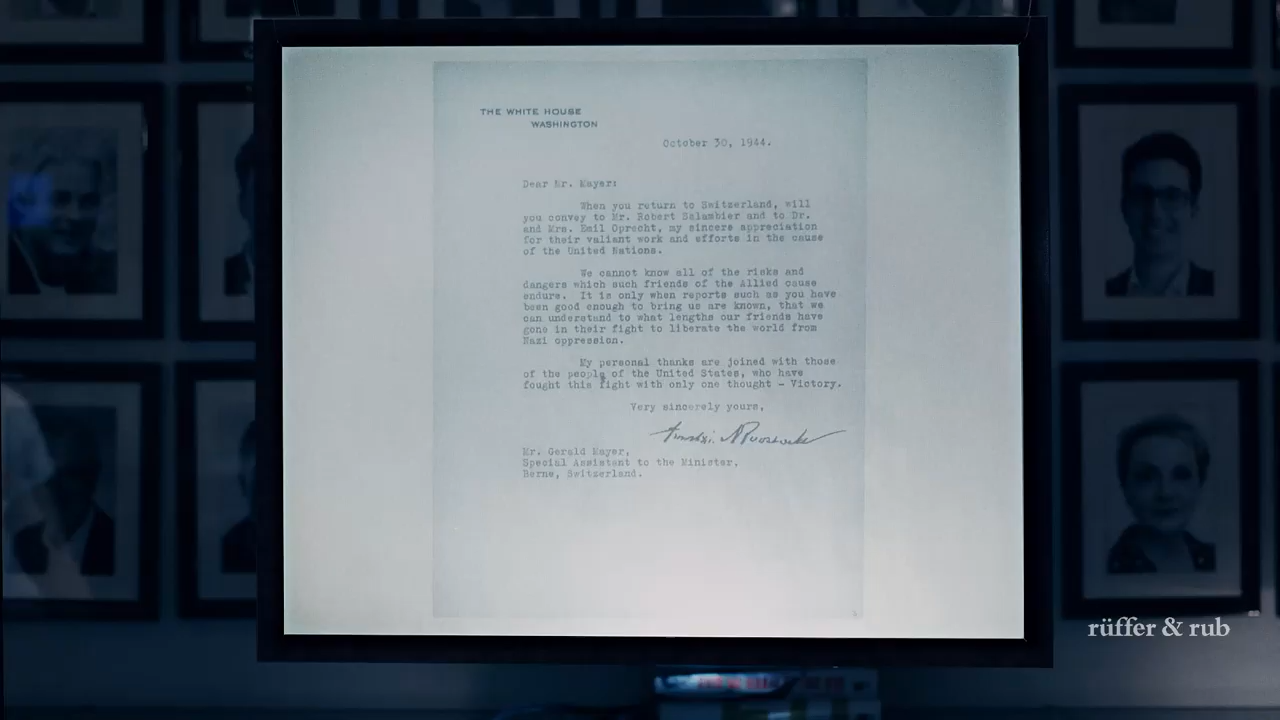 THE WHITE HOUSE
WASHINGTON
October 30, 1944.
Dear Mr. Mayer:
When you return to Switzerland, will
you convey to Mr. Robert Salambier and to Dr.
and Mrs. Emil Oprecht, my sincere appreciation
for their valiant work and efforts in the cause
of the United Nations.
We cannot know all of the risks and
dangers which such friends of the Allied cause
endure. It is only when reports such as you have
been good enough to bring us are known, that we
can understand to what lengths our friends have
gone in their fight to liberate the world from
Nazi oppression.
My personal thanks are joined with those
of the people of the United States, who have
fought this fight with only one thought – Victory.
Very sincerely yours,
Mr. Gerald Mayer,
Special Assistant to the Minister,
Berne, Switzerland.
rüffer & rub